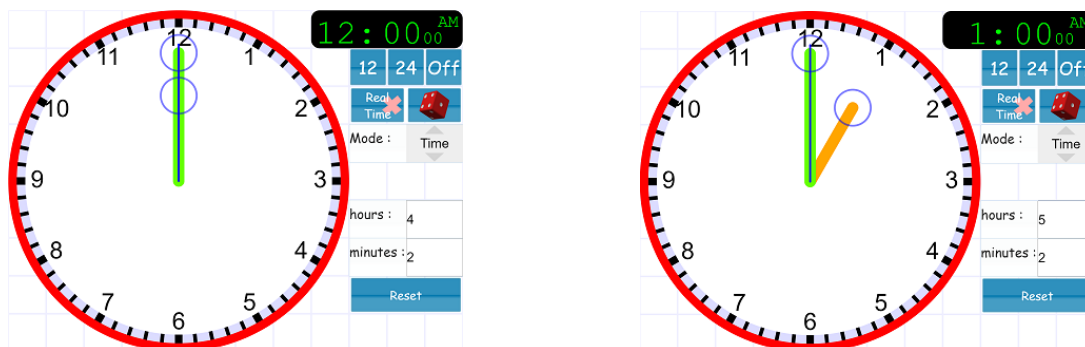 12:00 00 AM
12
11
1
10
2
9
3
8
4
7
5
6
12 24 Off
Real
Time
Mode :
Time
hours : 4
minutes : 2
Reset
1:00 00 AM
12
11
1
10
2
9
3
8
4
7
5
6
12 24 Of
Real
Time
Mode :
Time
hours : 5
minutes : 2
Reset